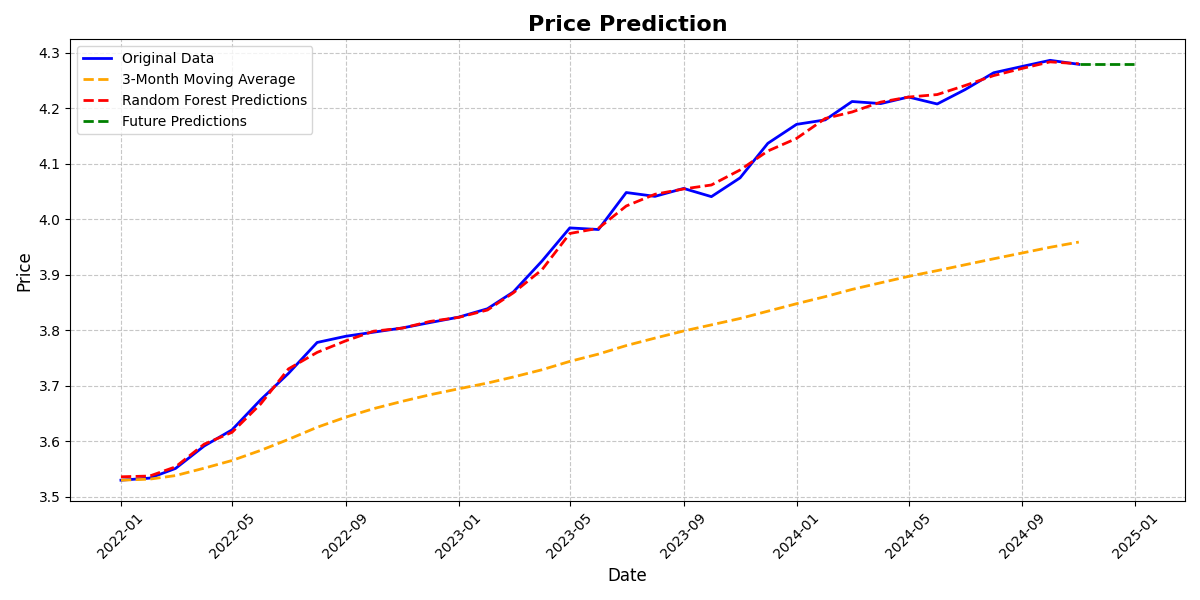 Price Prediction
Original Data
3-Month Moving Average
Random Forest Predictions
Future Predictions
Price
4.3
4.2
4.1
4.0
3.9
3.8
3.7
3.6
3.5
2022-01
2022-05
2022-09
2023-01
2023-05
2023-09
2024-01
2024-05
2024-09
2025-01
Date